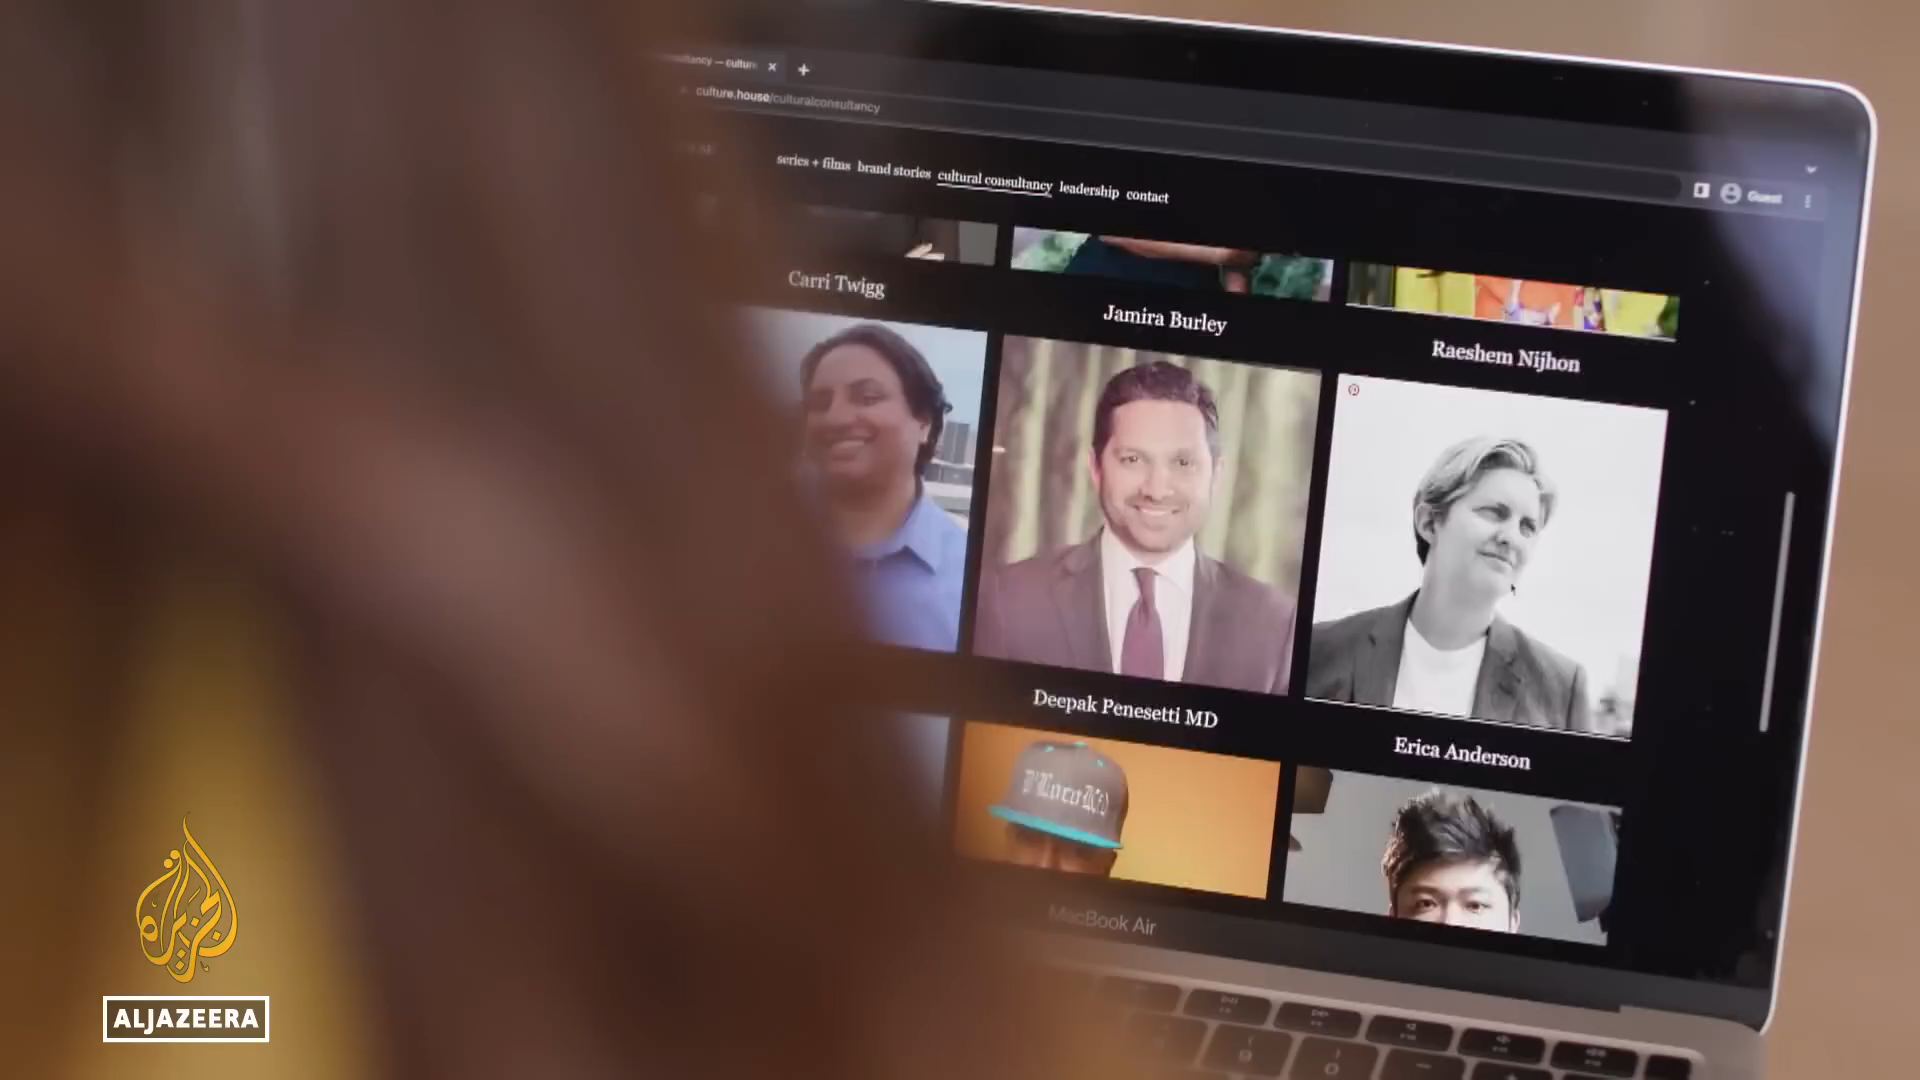 culture.house/culturalconsultancy
series + films brand stories cultural consultancy leadership contact
Guest
Carri Twigg
Jamira Burley
Raeshem Nijhon
Deepak Penesetti MD
Erica Anderson
MacBook Air
ALJAZEERA